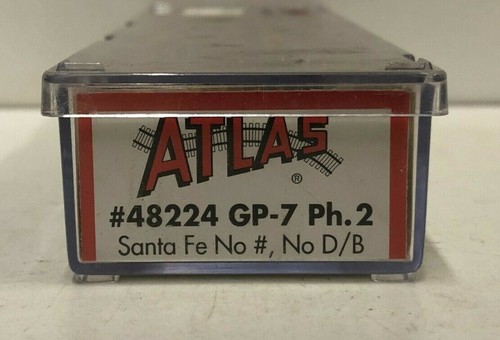 ATLAS
®
#48224 GP-7 Ph.2
Santa Fe No #, No D/B